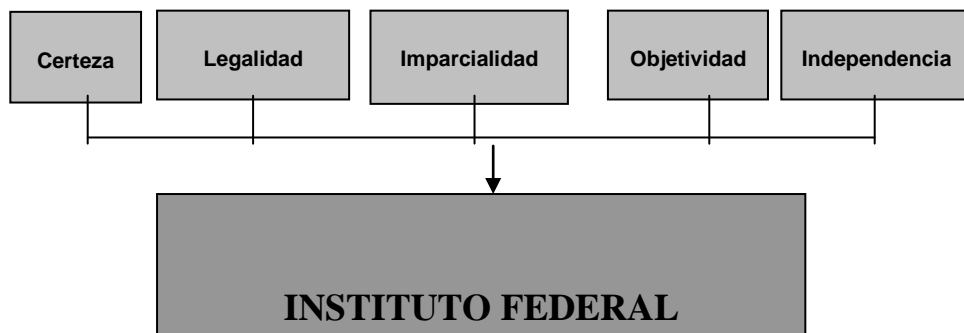 Certeza
Legalidad
Imparcialidad
Objetividad
Independencia
INSTITUTO FEDERAL